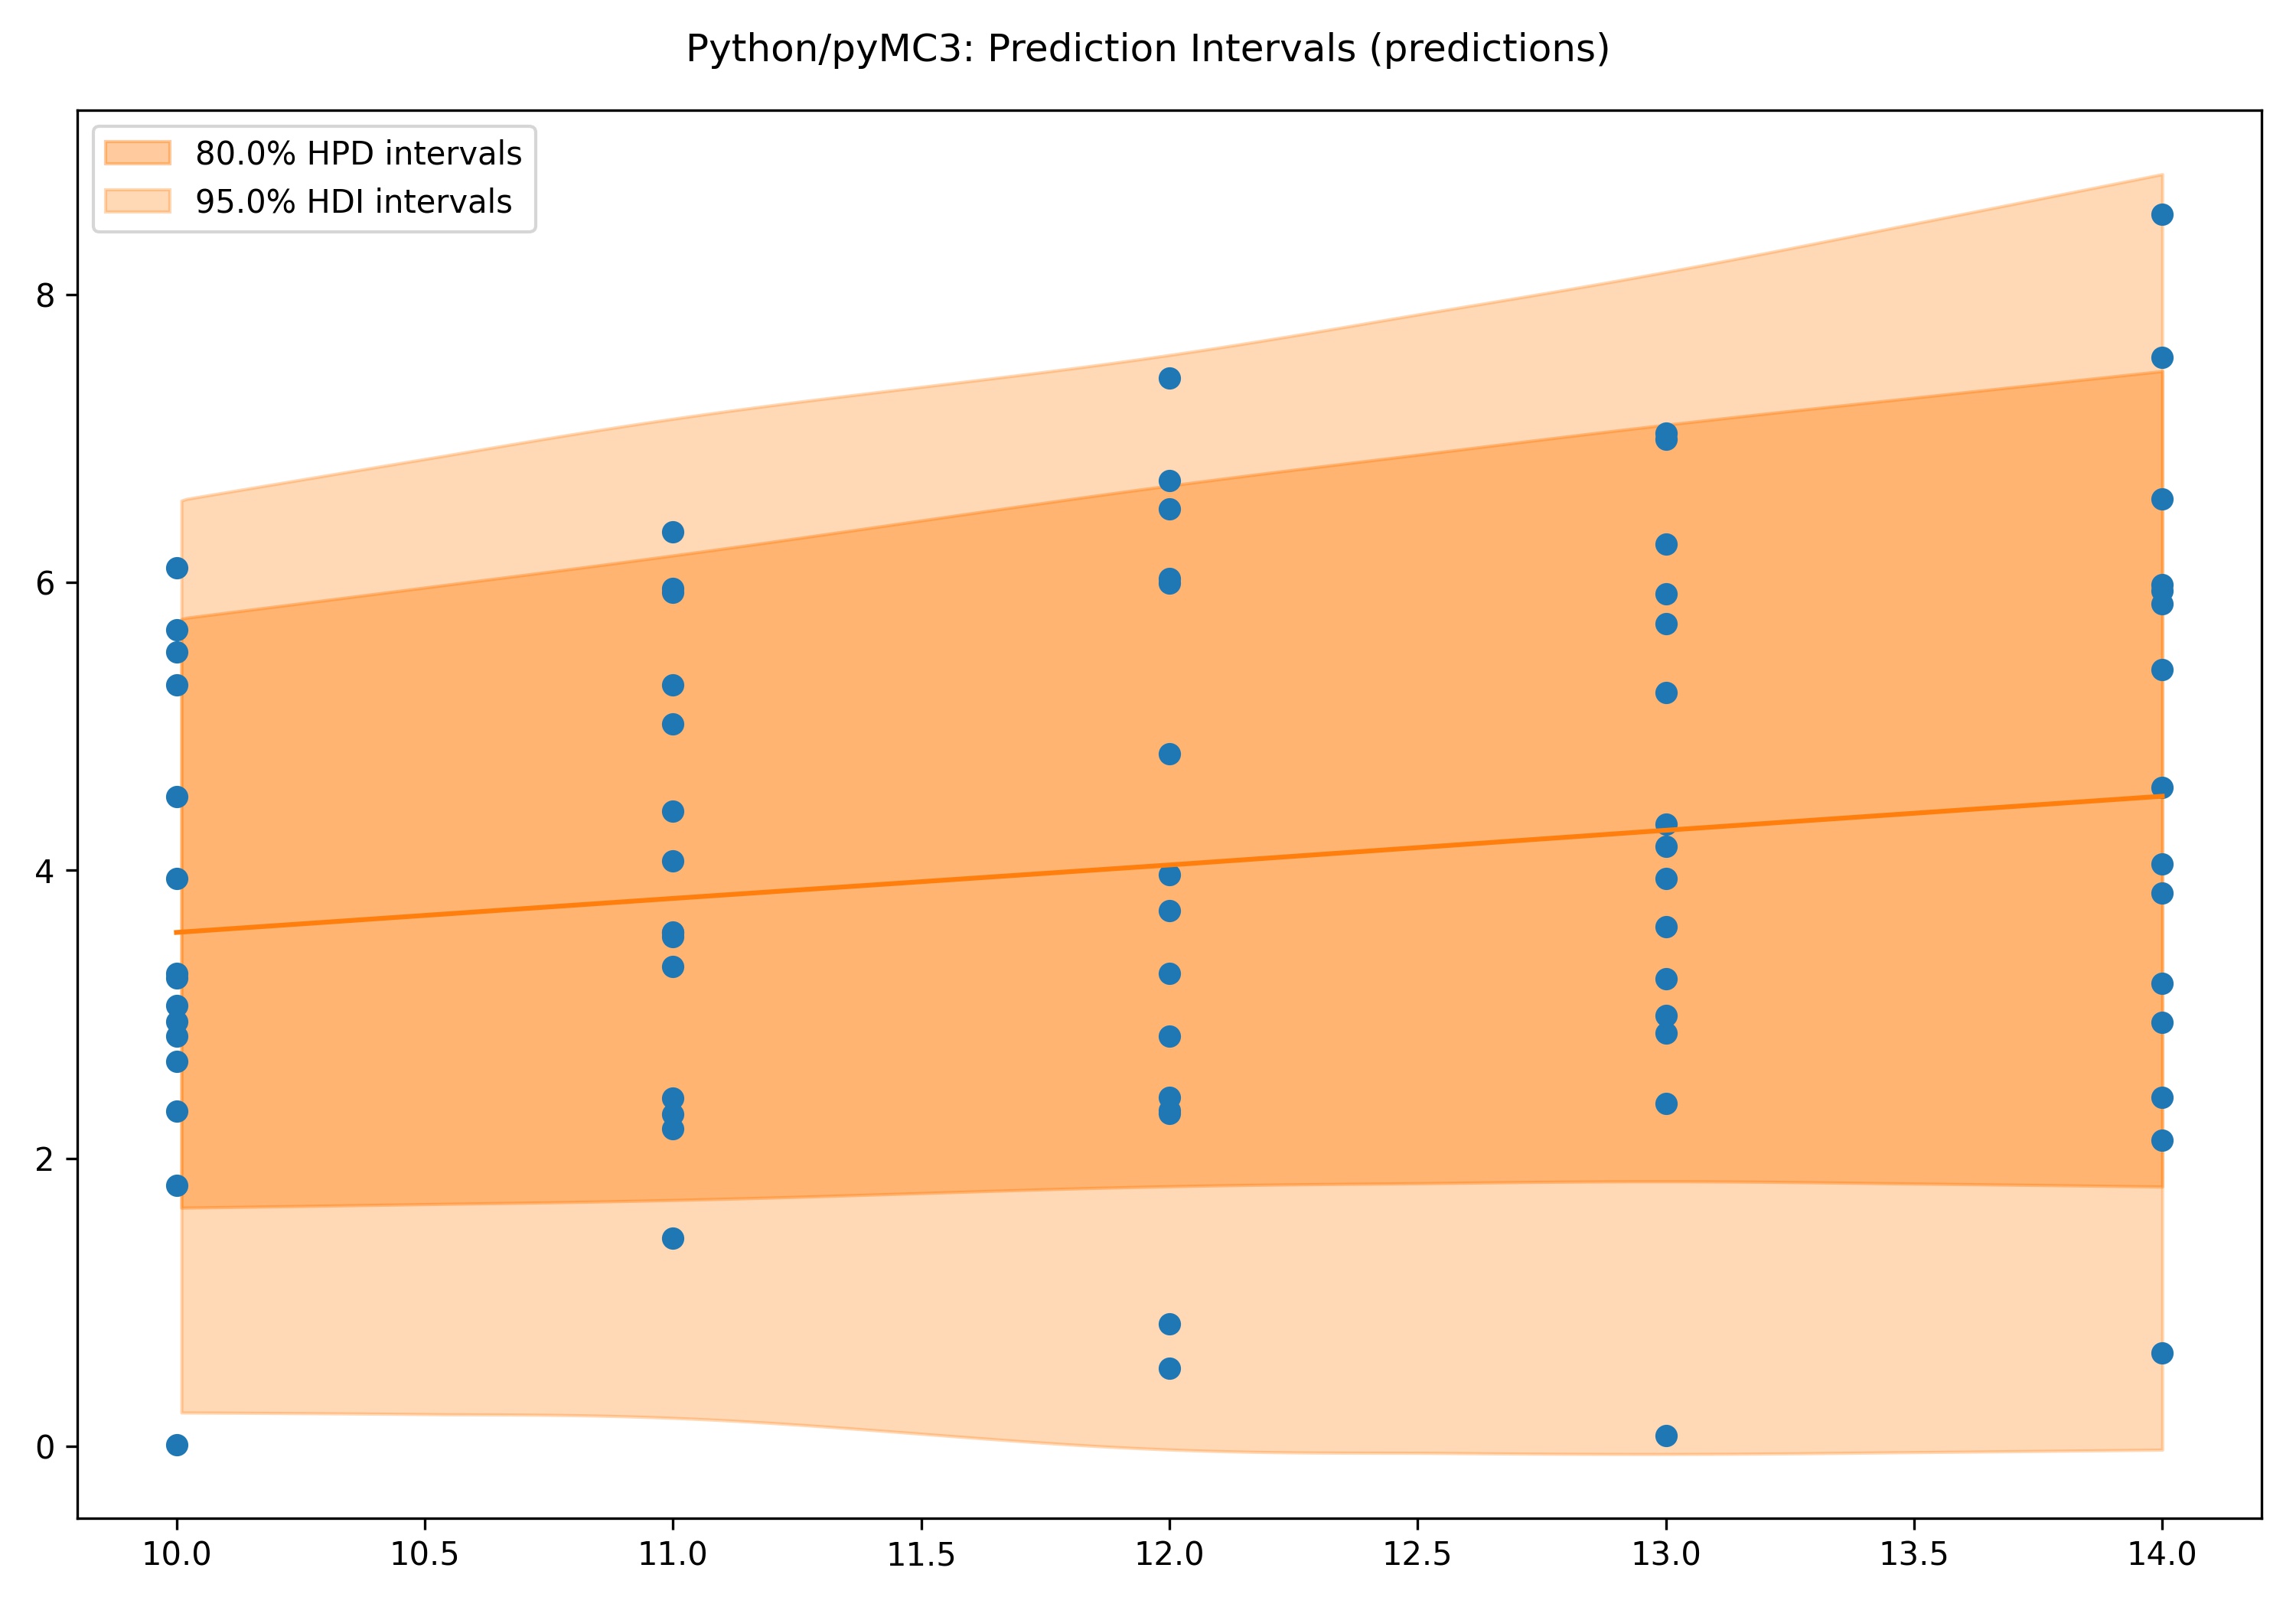 Python/pyMC3: Prediction Intervals (predictions)
80.0% HPD intervals
95.0% HDI intervals
8
6
4
2
0
10.0 10.5 11.0 11.5 12.0 12.5 13.0 13.5 14.0